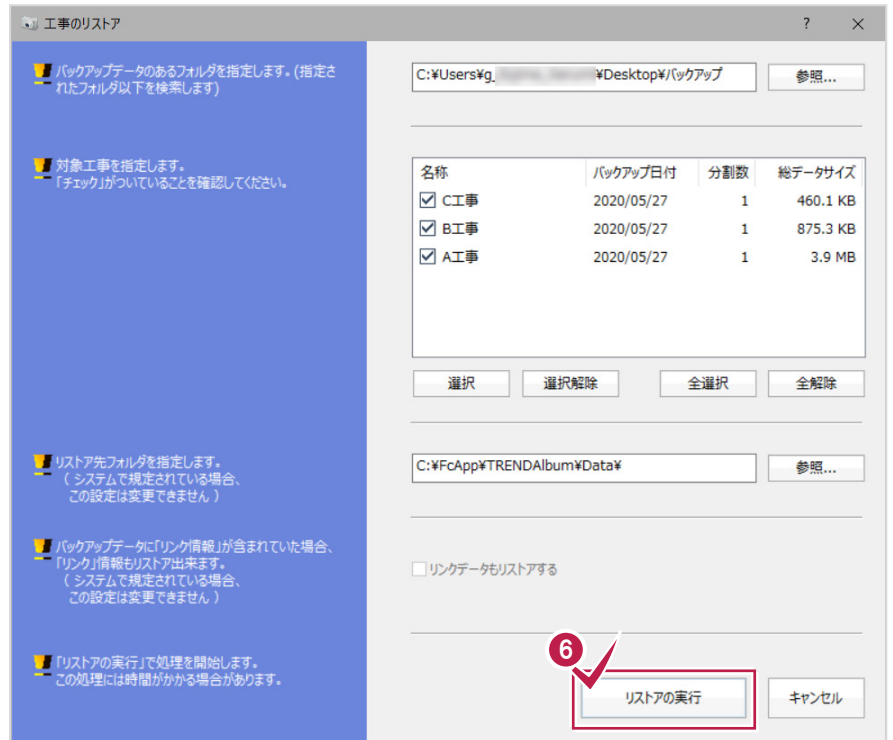 工事のリストア
? ×
バックアップデータのあるフォルダを指定します。(指定さ
れたフォルダ以下を検索します)
C:¥Users¥g_ ¥Desktop¥バックアップ
参照...
対象工事を指定します。
「チェック」がついていることを確認してください。
名称 バックアップ日付 分割数 総データサイズ
C工事 2020/05/27 1 460.1 KB
B工事 2020/05/27 1 875.3 KB
A工事 2020/05/27 1 3.9 MB
選択 選択解除 全選択 全解除
リストア先フォルダを指定します。
( システムで規定されている場合、
この設定は変更できません )
C:¥FcApp¥TRENDAlbum¥Data¥
参照...
バックアップデータに「リンク情報」が含まれていた場合、
「リンク」情報もリストア出来ます。
( システムで規定されている場合、
この設定は変更できません )
リンクデータもリストアする
「リストアの実行」で処理を開始します。
この処理には時間がかかる場合があります。
6
リストアの実行 キャンセル